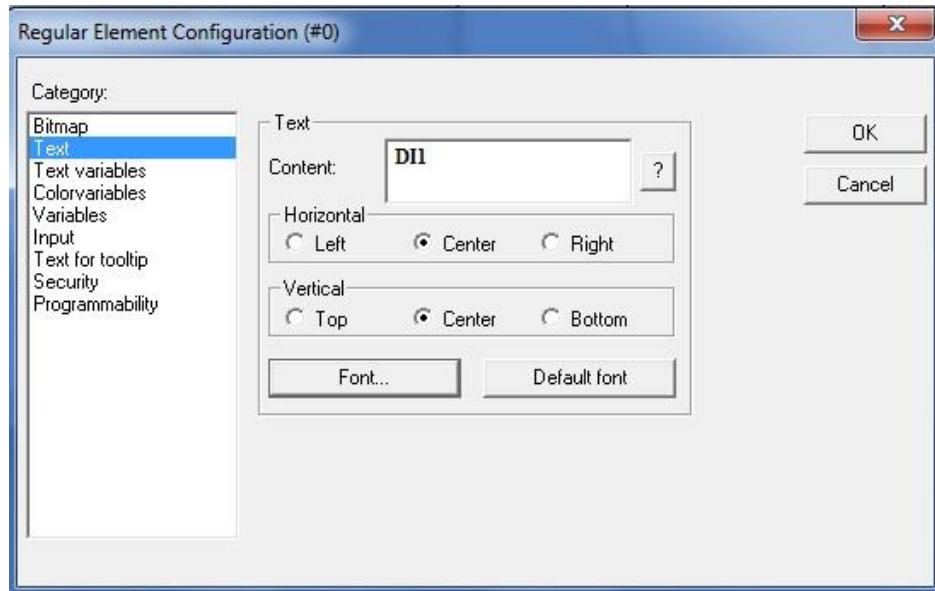 Regular Element Configuration (#0)
Category:
Bitmap
Text
Text variables
Colorvariables
Variables
Input
Text for tooltip
Security
Programmability
Text
Content:
DI1
?
Horizontal
Left Center Right
Vertical
Top Center Bottom
Font... Default font
OK
Cancel